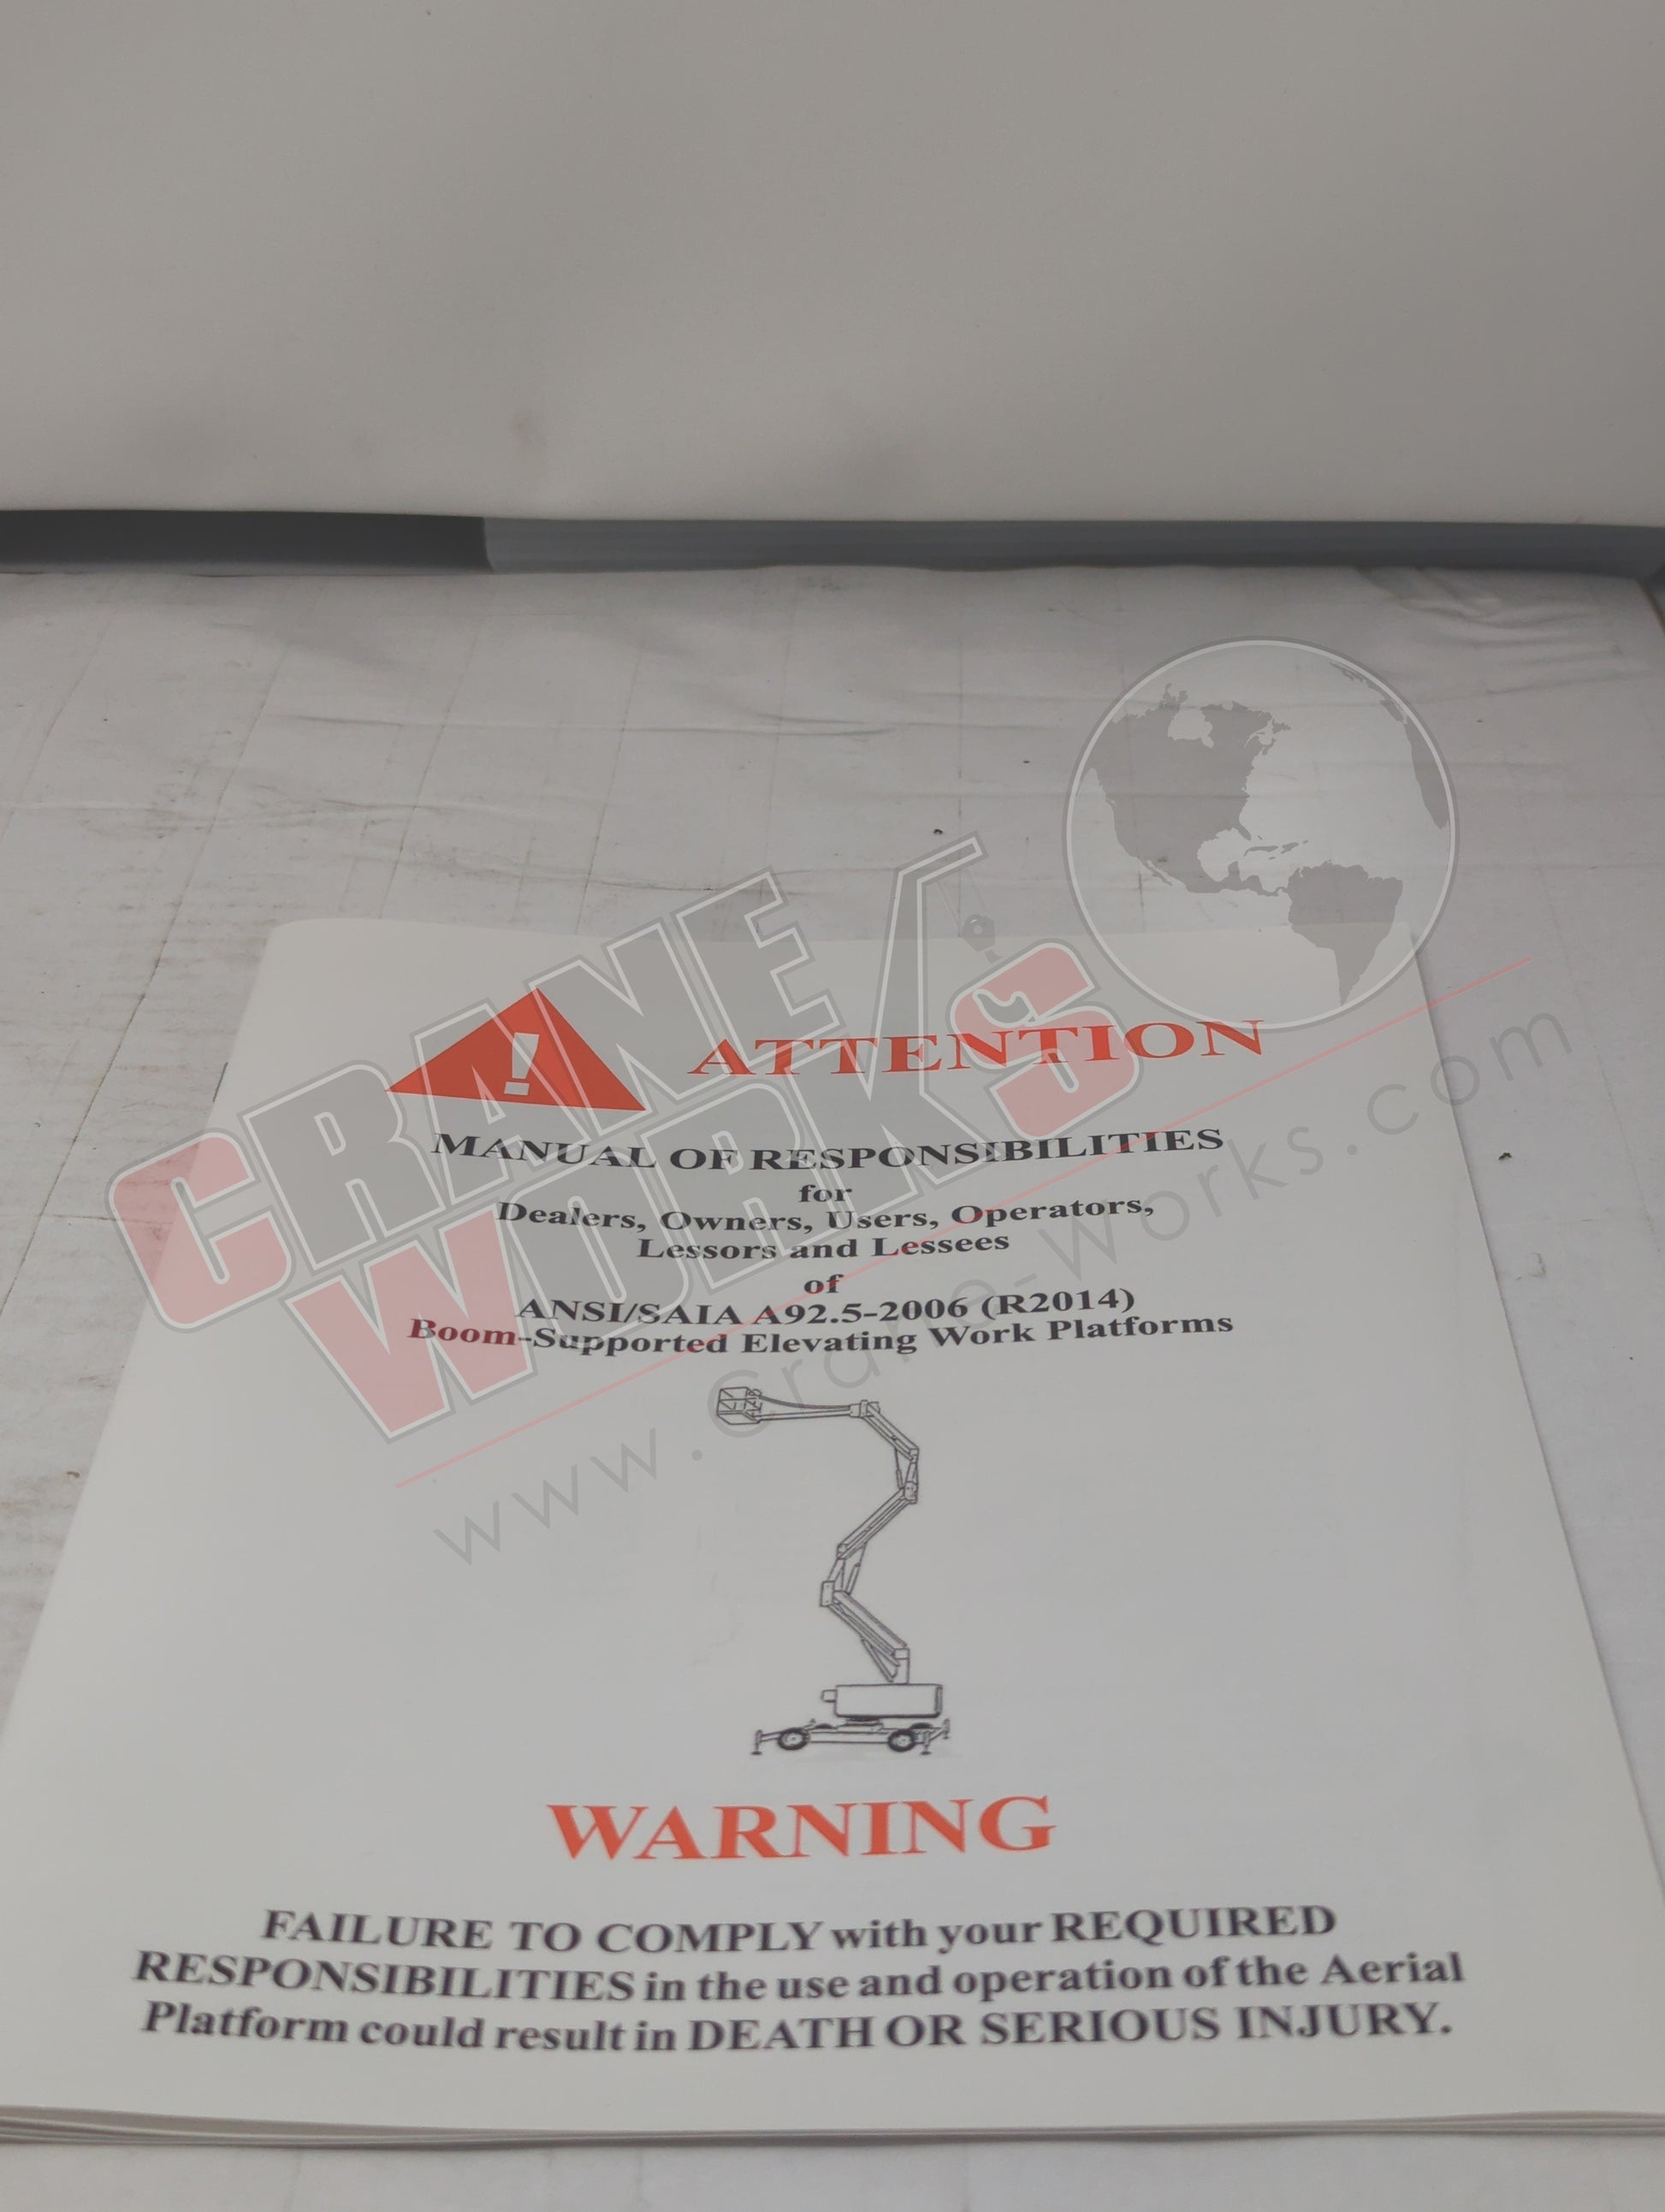 ATTENTION
MANUAL OF RESPONSIBILITIES
for
Dealers, Owners, Users, Operators,
Lessors and Lessees
of
ANSI/SAIA A92.5-2006 (R2014)
Boom-Supported Elevating Work Platforms
WARNING
FAILURE TO COMPLY with your REQUIRED
RESPONSIBILITIES in the use and operation of the Aerial
Platform could result in DEATH OR SERIOUS INJURY.
CRANE
WORKS
www.crane-works.com